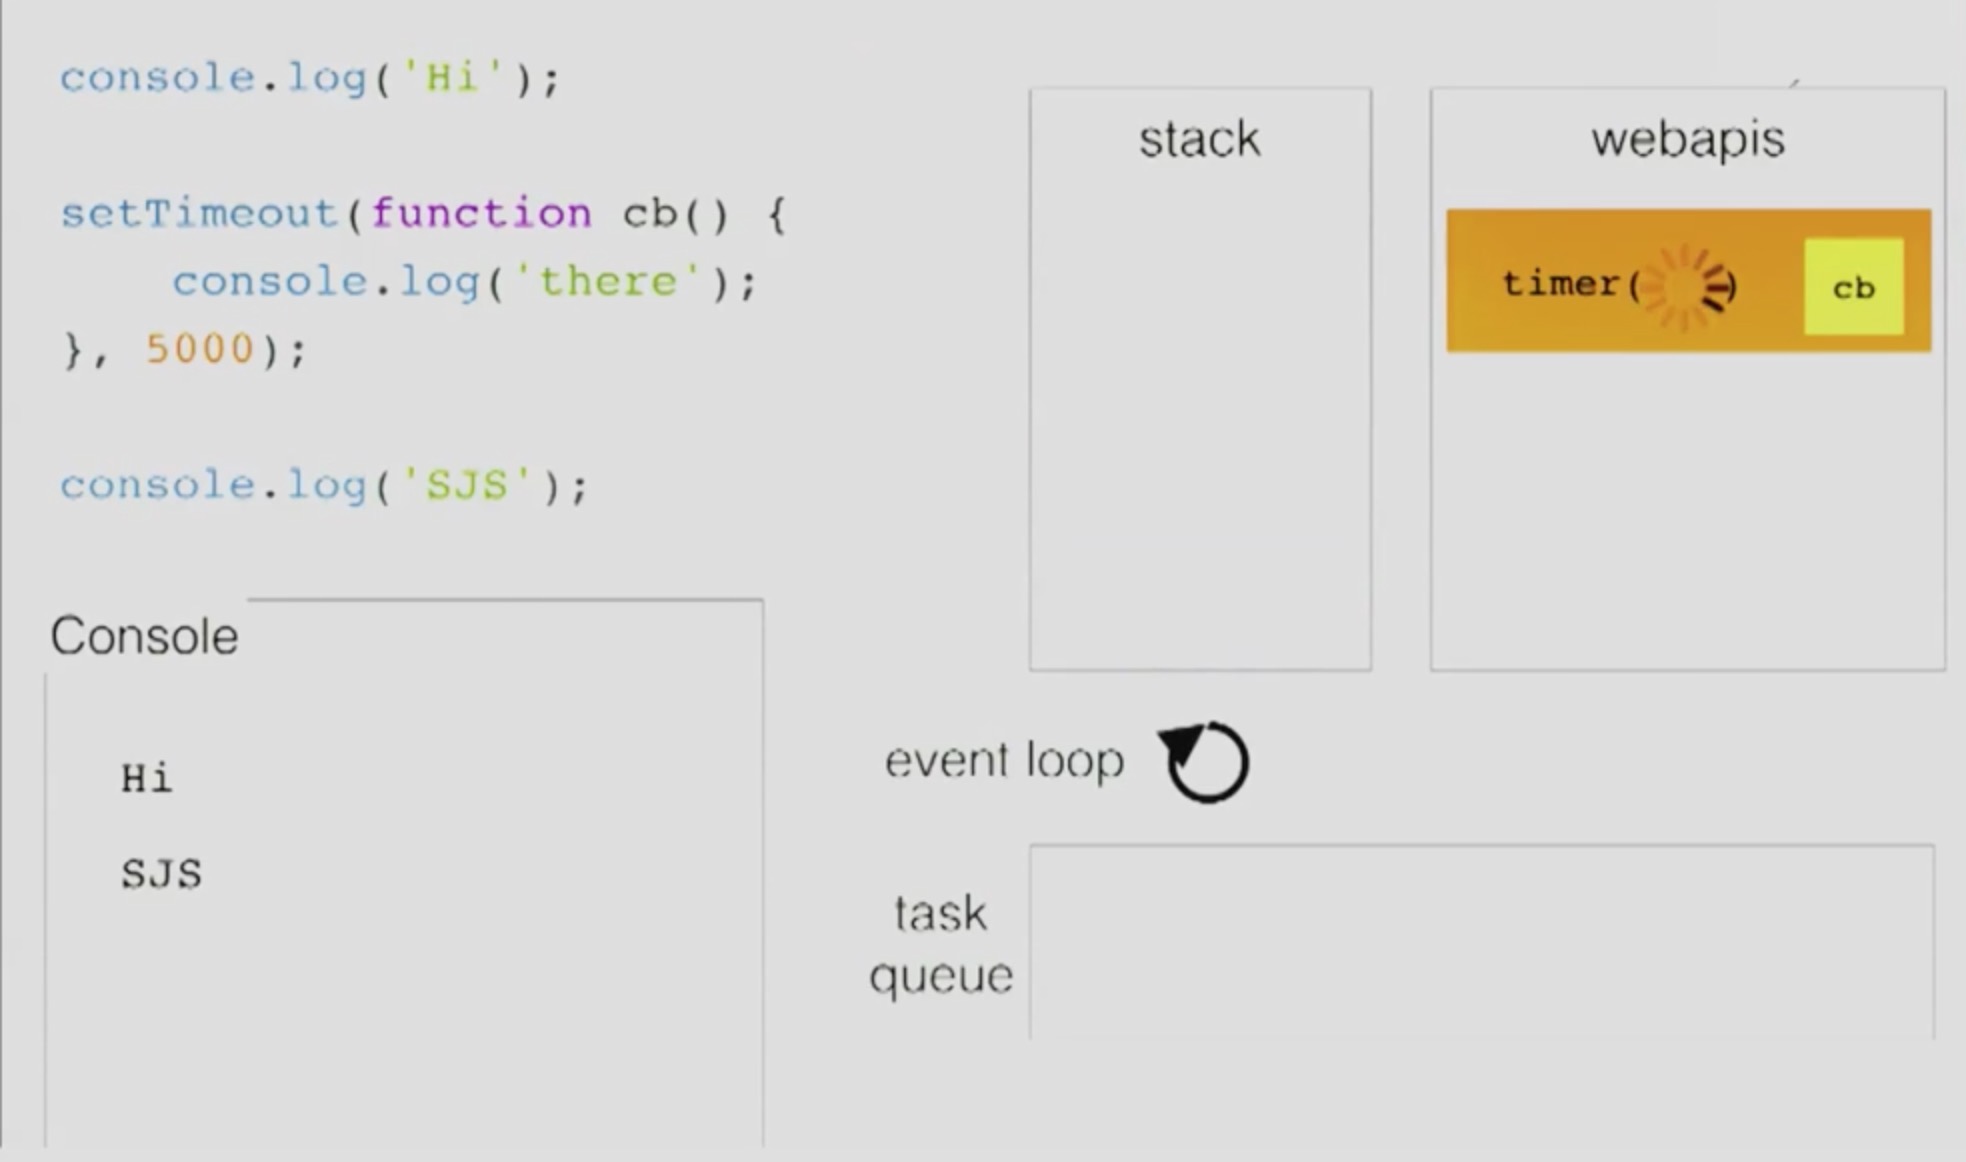 console.log('Hi');
setTimeout(function cb() {
    console.log('there');
}, 5000);
console.log('SJS');
Console
Hi
SJS
stack
webapis
timer( )
cb
event loop
task
queue